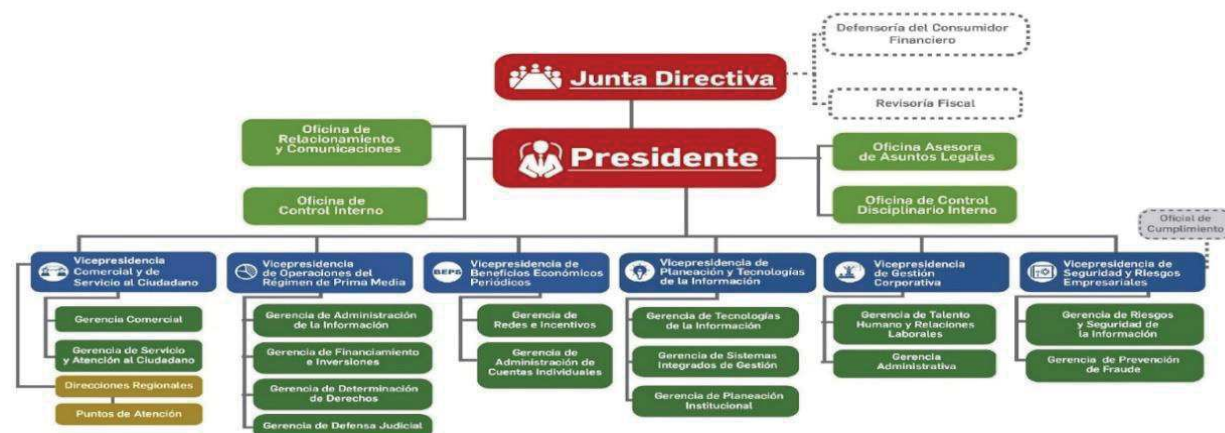 Defensoría del Consumidor
Financiero
Junta Directiva
Revisoría Fiscal
Oficina de
Relacionamiento
y Comunicaciones
Presidente
Oficina Asesora
de Asuntos Legales
Oficina de
Control Interno
Oficina de Control
Disciplinario Interno
Oficial de
Cumplimiento
Vicepresidencia
Comercial y de
Servicio al Ciudadano
Gerencia Comercial
Gerencia de Servicio
y Atención al Ciudadano
Direcciones Regionales
Puntos de Atención
Vicepresidencia
de Operaciones del
Régimen de Prima Media
Gerencia de Administración
de la Información
Gerencia de Financiamiento
e Inversiones
Gerencia de Determinación
de Derechos
Gerencia de Defensa Judicial
BEPS
Vicepresidencia de
Beneficios Económicos
Periódicos
Gerencia de
Redes e Incentivos
Gerencia de
Administración de
Cuentas Individuales
Vicepresidencia de
Planeación y Tecnologías
de la Información
Gerencia de Tecnologías
de la Información
Gerencia de Sistemas
Integrados de Gestión
Gerencia de Planeación
Institucional
Vicepresidencia
de Gestión
Corporativa
Gerencia de Talento
Humano y Relaciones
Laborales
Gerencia
Administrativa
Vicepresidencia de
Seguridad y Riesgos
Empresariales
Gerencia de Riesgos
y Seguridad de
la Información
Gerencia de Prevención
de Fraude